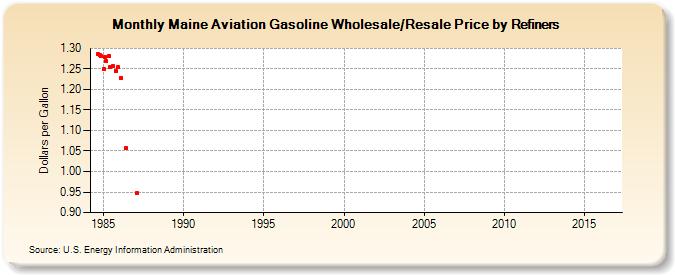 Monthly Maine Aviation Gasoline Wholesale/Resale Price by Refiners
Dollars per Gallon
1.30
1.25
1.20
1.15
1.10
1.05
1.00
0.95
0.90
1985 1990 1995 2000 2005 2010 2015
Source: U.S. Energy Information Administration